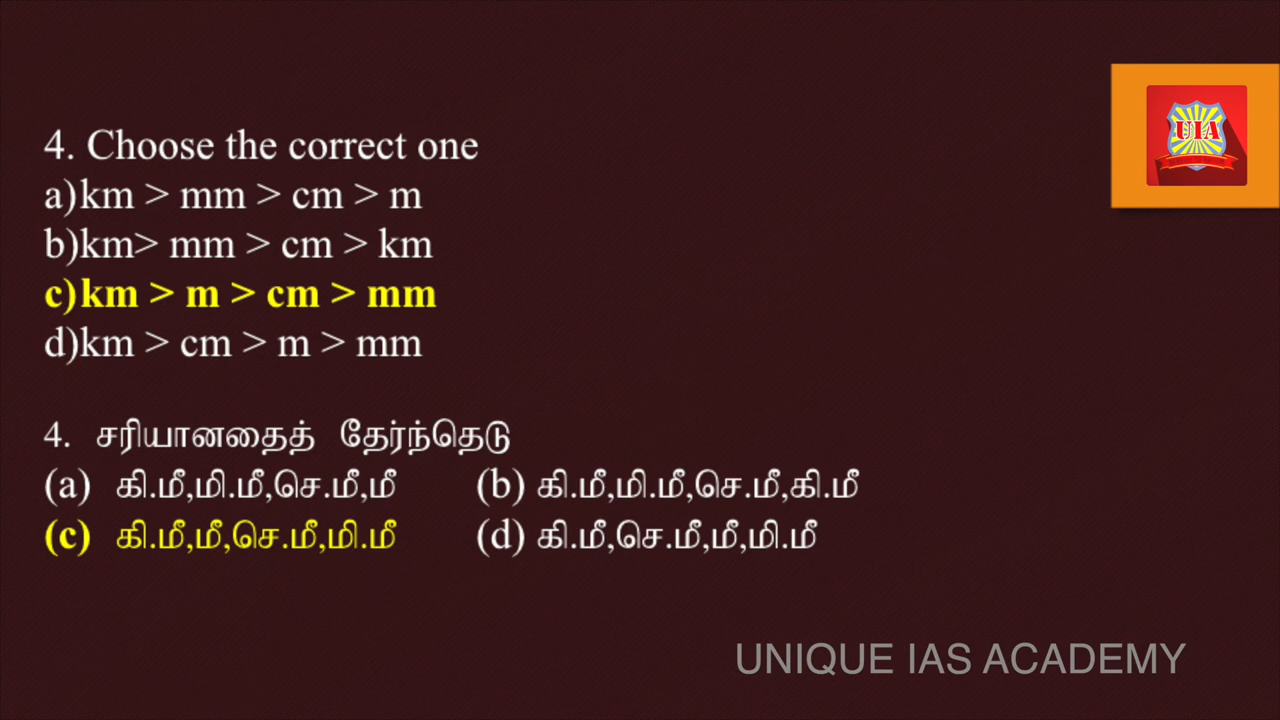 4. Choose the correct one
a)km > mm > cm > m
b)km> mm > cm > km
c)km > m > cm > mm
d)km > cm > m > mm
UIA
4. சரியானதைத் தேர்ந்தெடு
(a) கி.மீ,மி.மீ,செ.மீ,மீ (b) கி.மீ,மி.மீ,செ.மீ,கி.மீ
(c) கி.மீ,மீ,செ.மீ,மி.மீ (d) கி.மீ,செ.மீ,மீ,மி.மீ
UNIQUE IAS ACADEMY